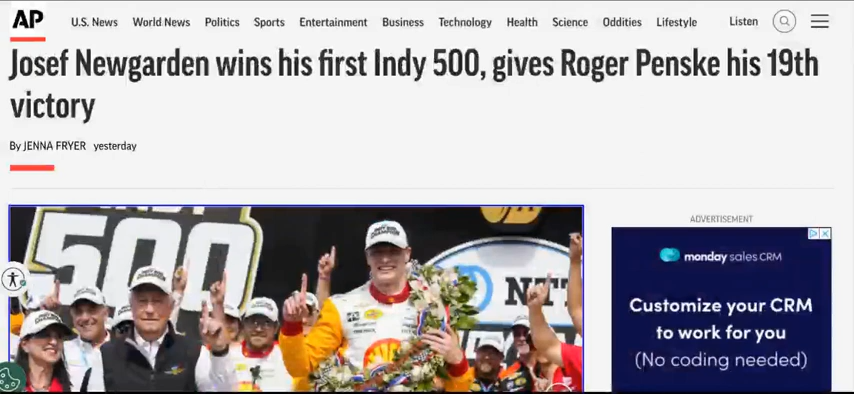 AP
U.S. News World News Politics Sports Entertainment Business Technology Health Science Oddities Lifestyle Listen
Josef Newgarden wins his first Indy 500, gives Roger Penske his 19th
victory
By JENNA FRYER yesterday
ADVERTISEMENT
500
NTT
monday sales CRM
Customize your CRM
to work for you
(No coding needed)